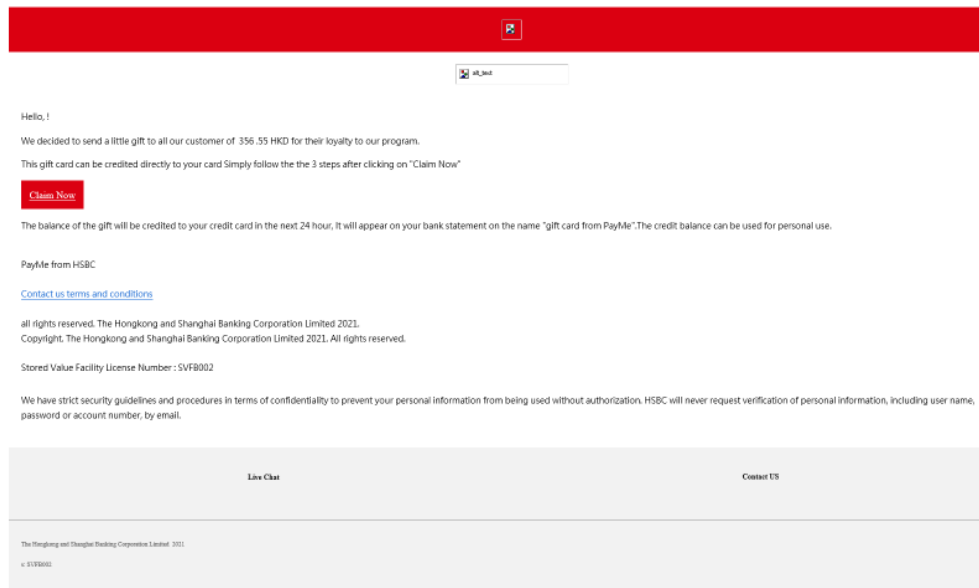 alt_text
Hello, !
We decided to send a little gift to all our customer of 356 .55 HKD for their loyalty to our program.
This gift card can be credited directly to your card Simply follow the the 3 steps after clicking on "Claim Now"
Claim Now
The balance of the gift will be credited to your credit card in the next 24 hour, It will appear on your bank statement on the name "gift card from PayMe".The credit balance can be used for personal use.
PayMe from HSBC
Contact us terms and conditions
all rights reserved. The Hongkong and Shanghai Banking Corporation Limited 2021.
Copyright. The Hongkong and Shanghai Banking Corporation Limited 2021. All rights reserved.
Stored Value Facility License Number : SVFB002
We have strict security guidelines and procedures in terms of confidentiality to prevent your personal information from being used without authorization. HSBC will never request verification of personal information, including user name,
password or account number, by email.
Live Chat
Contact US
The Hongkong and Shanghai Banking Corporation Limited 2021
s: SVFB002